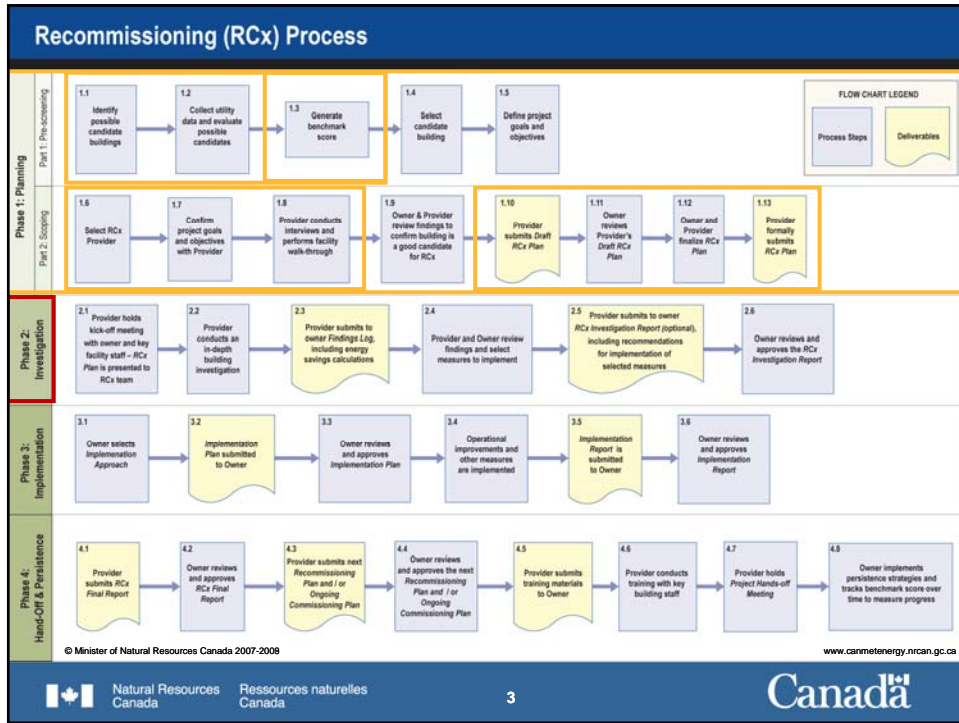 Recommissioning (RCx) Process
Phase 1: Planning
Part 1: Pre-screening
1.1
Identify
possible
candidate
buildings
1.2
Collect utility
data and evaluate
possible
candidates
1.3
Generate
benchmark
score
1.4
Select
candidate
building
1.5
Define project
goals and
objectives
FLOW CHART LEGEND
Process Steps
Deliverables
Part 2: Scoping
1.6
Select RCx
Provider
1.7
Confirm
project goals
and objectives
with Provider
1.8
Provider conducts
interviews and
performs facility
walk-through
1.9
Owner & Provider
review findings to
confirm building is
a good candidate
for RCx
1.10
Provider
submits Draft
RCx Plan
1.11
Owner
reviews
Provider's
Draft RCx
Plan
1.12
Owner and
Provider
finalize RCx
Plan
1.13
Provider
formally
submits
RCx Plan
Phase 2:
Investigation
2.1
Provider holds
kick-off meeting
with owner and key
facility staff – RCx
Plan is presented to
RCx team
2.2
Provider
conducts an
in-depth
building
investigation
2.3
Provider submits to
owner Findings Log,
including energy
savings calculations
2.4
Provider and Owner review
findings and select
measures to implement
2.5
Provider submits to owner
RCx Investigation Report (optional),
including recommendations
for implementation of
selected measures
2.6
Owner reviews and
approves the RCx
Investigation Report
Phase 3:
Implementation
3.1
Owner selects
Implemenation
Approach
3.2
Implementation
Plan submitted
to Owner
3.3
Owner reviews
and approves
Implementation Plan
3.4
Operational
improvements and
other measures
are implemented
3.5
Implementation
Report is
submitted
to Owner
3.6
Owner reviews
and approves
Implementation
Report
Phase 4:
Hand-Off & Persistence
4.1
Provider
submits RCx
Final Report
4.2
Owner reviews
and approves
RCx Final
Report
4.3
Provider submits next
Recommissioning
Plan and / or
Ongoing
Commissioning Plan
4.4
Owner reviews
and approves the next
Recommissioning
Plan and / or
Ongoing
Commissioning Plan
4.5
Provider submits
training materials
to Owner
4.6
Provider conducts
training with key
building staff
4.7
Provider holds
Project Hands-off
Meeting
4.8
Owner implements
persistence strategies and
tracks benchmark score over
time to measure progress
© Minister of Natural Resources Canada 2007-2009
www.canmetenergy.nrcan.gc.ca
Natural Resources
Canada
Ressources naturelles
Canada
3
Canada